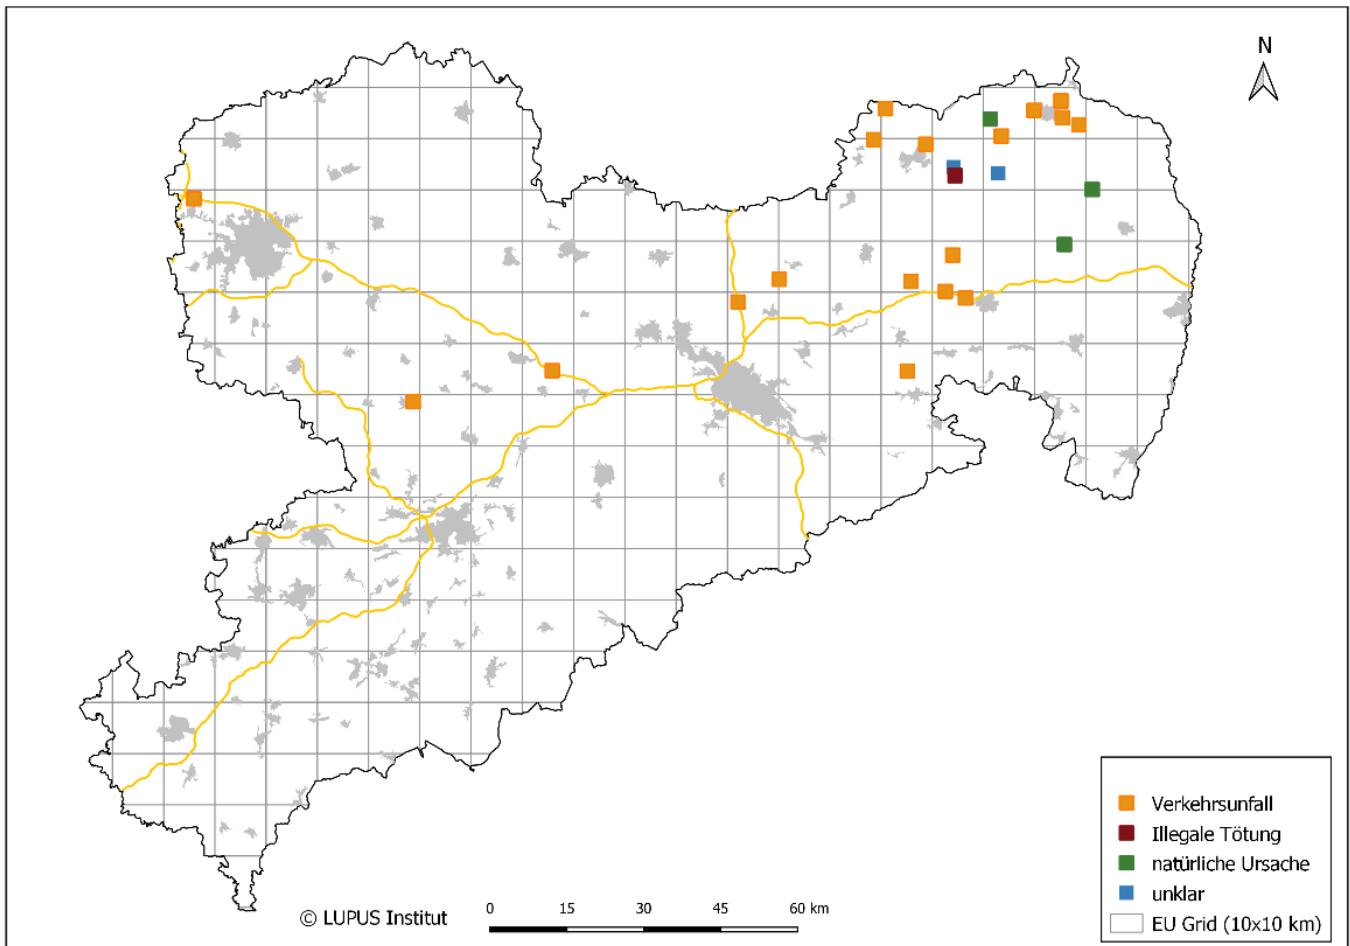 N
Verkehrsunfall
Illegale Tötung
natürliche Ursache
unklar
EU Grid (10x10 km)
© LUPUS Institut
0 15 30 45 60 km